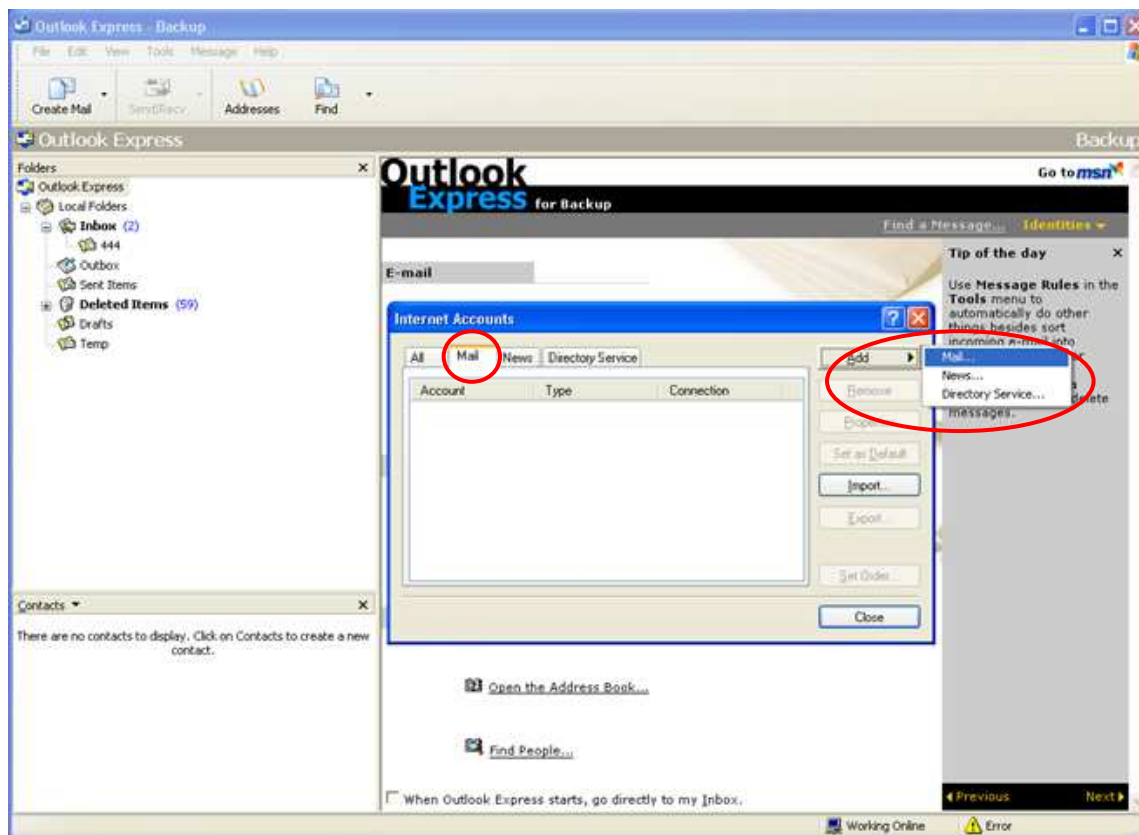 Outlook Express - Backup
File Edit View Tools Message Help
Create Mail
Send/Recv
Addresses
Find
Outlook Express
Backup
Folders
Outlook Express
Local Folders
Inbox (2)
444
Outbox
Sent Items
Deleted Items (59)
Drafts
Temp
Contacts
There are no contacts to display. Click on Contacts to create a new
contact.
Outlook
Express for Backup
Go to msn
Find a Message... Identities
E-mail
Internet Accounts
All Mail News Directory Service
Account Type Connection
Add
Remove
Set as Default
Import...
Export...
Set Order...
Close
Mail...
News...
Directory Service...
Open the Address Book...
Find People...
When Outlook Express starts, go directly to my Inbox.
Tip of the day
Use Message Rules in the
Tools menu to
automatically do other
things besides sort
incoming e-mail into
delete
messages.
Previous Next
Working Online
Error